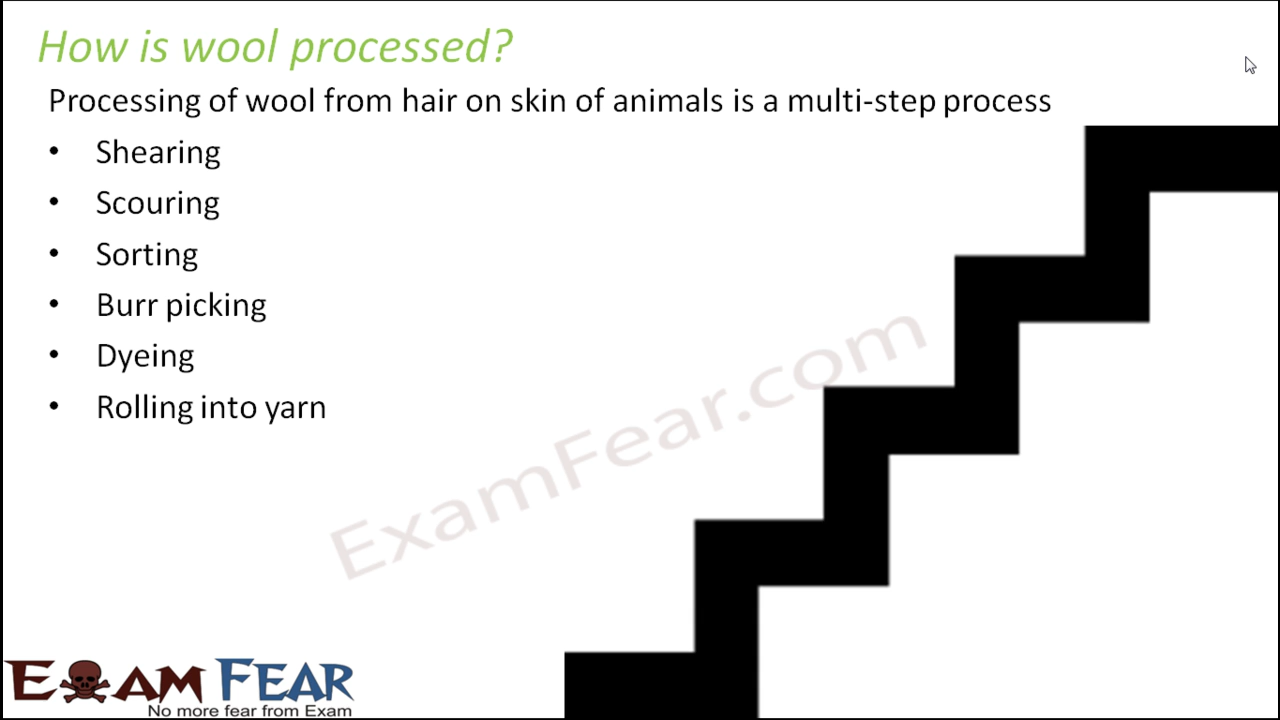 How is wool processed?
Processing of wool from hair on skin of animals is a multi-step process
• Shearing
• Scouring
• Sorting
• Burr picking
• Dyeing
• Rolling into yarn
ExamFear.com
EXAM FEAR
No more fear from Exam